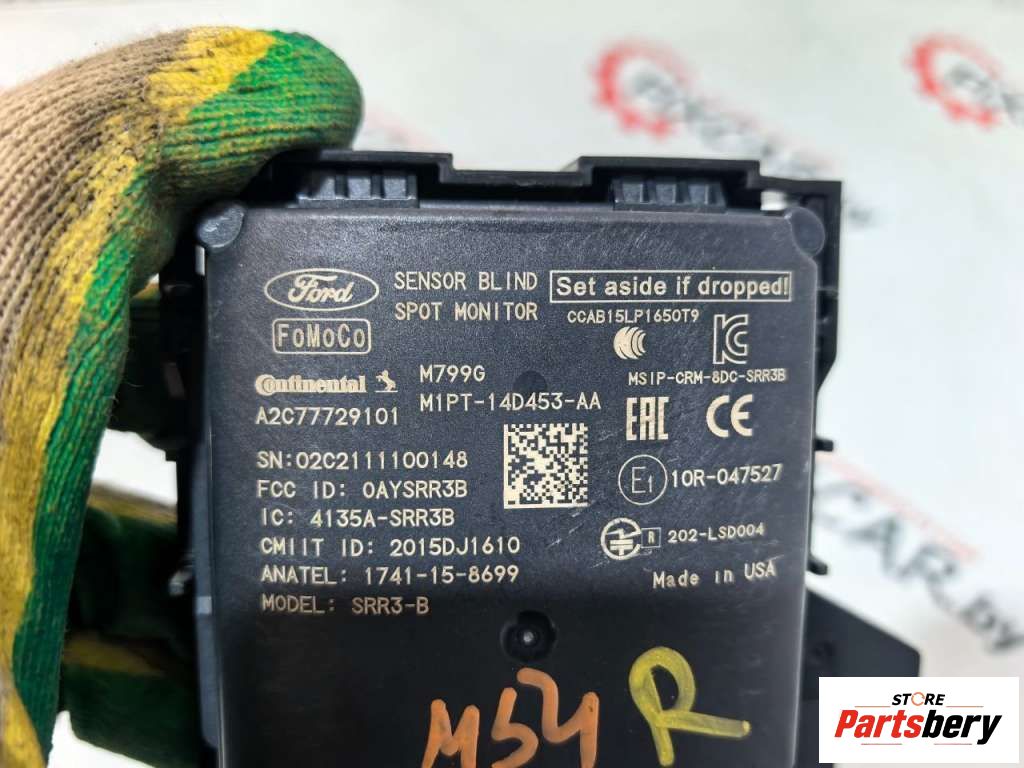 Ford
SENSOR BLIND
SPOT MONITOR
Set aside if dropped!
FoMoCo
CCAB15LP1650T9
Continental
M799G
M1PT-14D453-AA
MSIP-CRM-8DC-SRR3B
A2C77729101
EAC
CE
SN:02C2111100148
FCC ID: OAYSRR3B
E1
10R-047527
IC: 4135A-SRR3B
CMIIT ID: 2015DJ1610
R
202-LSD004
ANATEL: 1741-15-8699
Made in USA
MODEL: SRR3-B
M54
R
STORE
Partsbery